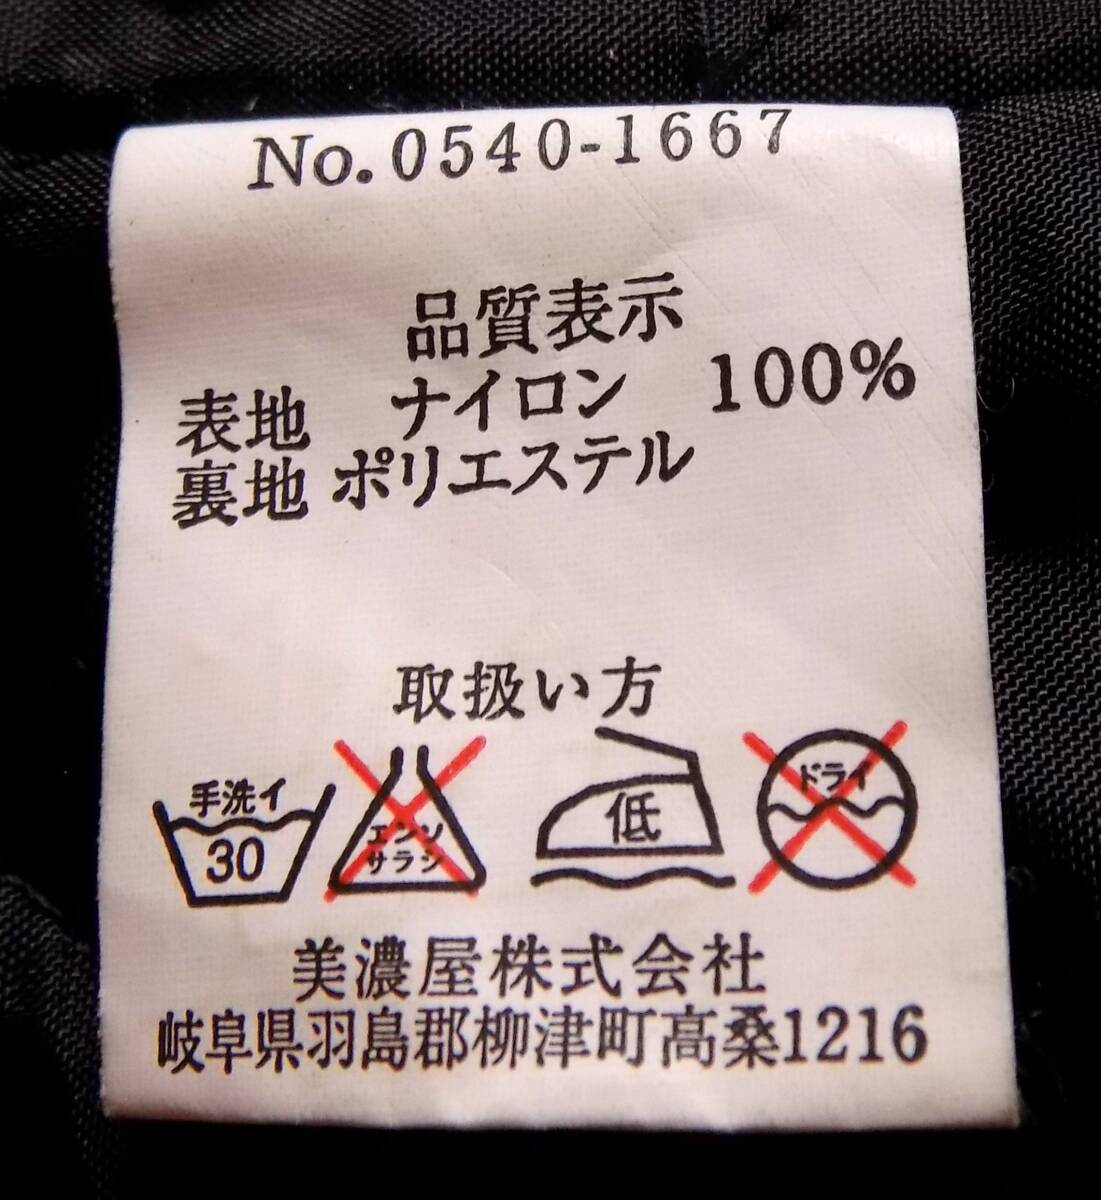 No.0540-1667
品質表示
表地 ナイロン 100%
裏地 ポリエステル
取扱い方
手洗イ
30
エンソ
サラシ
低
ドライ
美濃屋株式会社
岐阜県羽島郡柳津町高桑1216